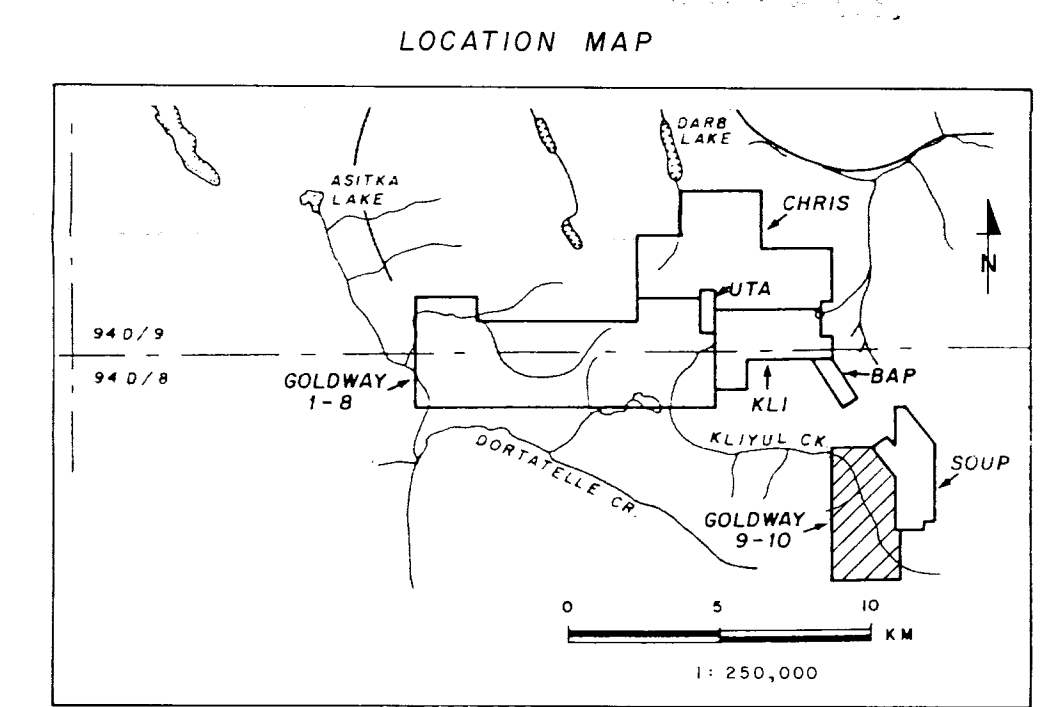 LOCATION MAP
DARB
LAKE
ASITKA
LAKE
CHRIS
N
UTA
94 D/9
94 D/8
GOLDWAY
1-8
BAP
KLI
KLIYUL CK.
DORTATELLE CR.
SOUP
GOLDWAY
9-10
0 5 10
KM
1: 250,000